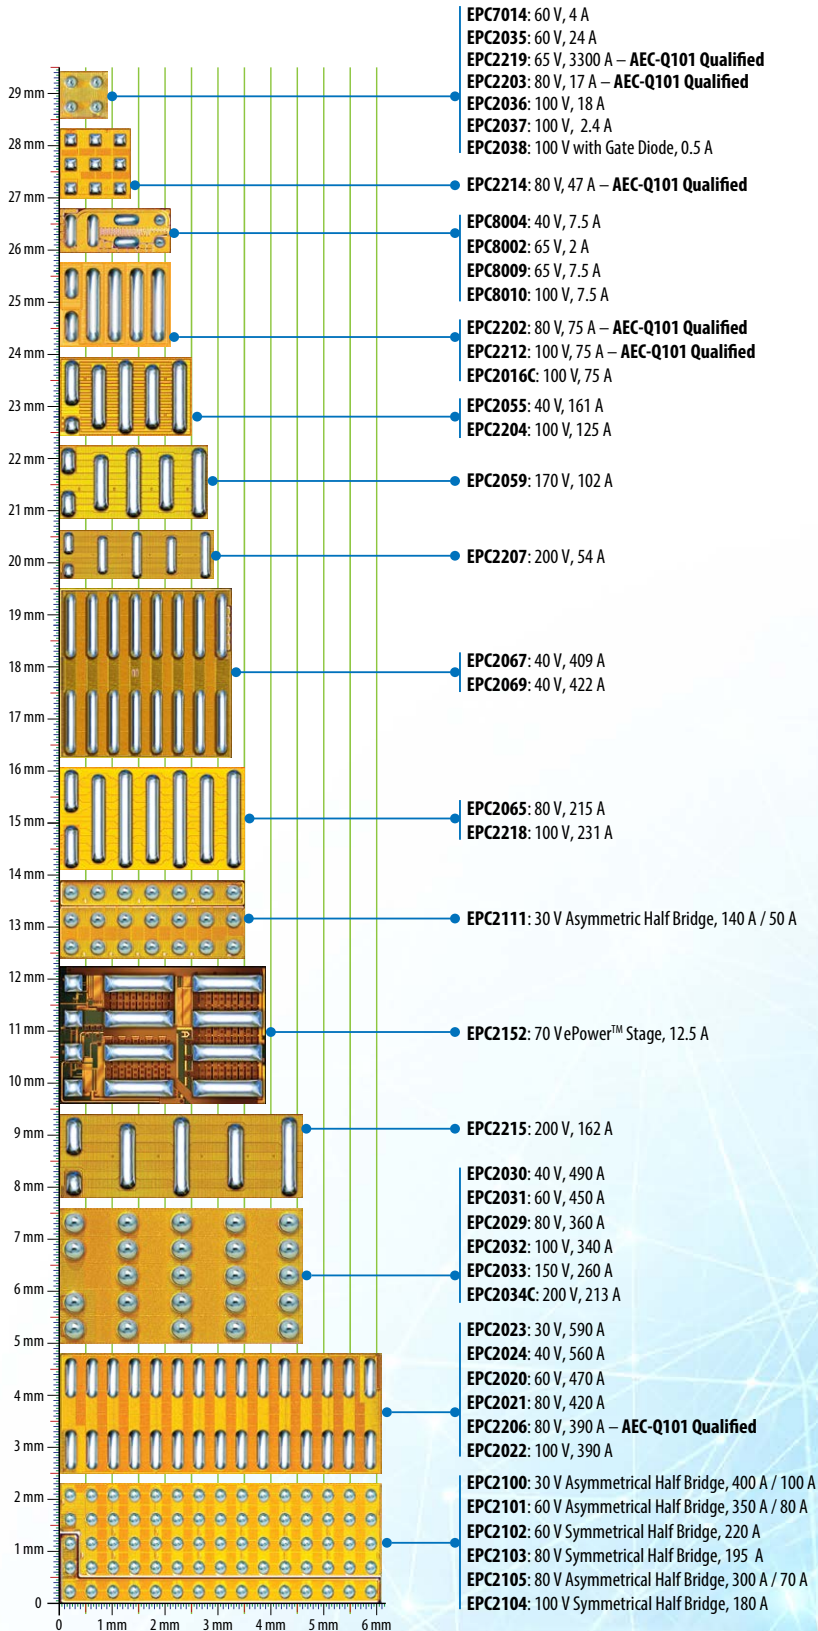 EPC7014: 60 V, 4 A
EPC2035: 60 V, 24 A
EPC2219: 65 V, 3300 A – AEC-Q101 Qualified
EPC2203: 80 V, 17 A – AEC-Q101 Qualified
EPC2036: 100 V, 18 A
EPC2037: 100 V, 2.4 A
EPC2038: 100 V with Gate Diode, 0.5 A
29 mm
28 mm
EPC2214: 80 V, 47 A – AEC-Q101 Qualified
27 mm
EPC8004: 40 V, 7.5 A
EPC8002: 65 V, 2 A
EPC8009: 65 V, 7.5 A
EPC8010: 100 V, 7.5 A
26 mm
25 mm
EPC2202: 80 V, 75 A – AEC-Q101 Qualified
EPC2212: 100 V, 75 A – AEC-Q101 Qualified
EPC2016C: 100 V, 75 A
24 mm
EPC2055: 40 V, 161 A
EPC2204: 100 V, 125 A
23 mm
22 mm
EPC2059: 170 V, 102 A
21 mm
EPC2207: 200 V, 54 A
20 mm
19 mm
EPC2067: 40 V, 409 A
EPC2069: 40 V, 422 A
18 mm
17 mm
16 mm
EPC2065: 80 V, 215 A
EPC2218: 100 V, 231 A
15 mm
14 mm
EPC2111: 30 V Asymmetric Half Bridge, 140 A / 50 A
13 mm
12 mm
EPC2152: 70 V ePower™ Stage, 12.5 A
11 mm
10 mm
EPC2215: 200 V, 162 A
9 mm
8 mm
EPC2030: 40 V, 490 A
EPC2031: 60 V, 450 A
EPC2029: 80 V, 360 A
EPC2032: 100 V, 340 A
EPC2033: 150 V, 260 A
EPC2034C: 200 V, 213 A
7 mm
6 mm
5 mm
EPC2023: 30 V, 590 A
EPC2024: 40 V, 560 A
EPC2020: 60 V, 470 A
EPC2021: 80 V, 420 A
EPC2206: 80 V, 390 A – AEC-Q101 Qualified
EPC2022: 100 V, 390 A
4 mm
3 mm
EPC2100: 30 V Asymmetrical Half Bridge, 400 A / 100 A
EPC2101: 60 V Asymmetrical Half Bridge, 350 A / 80 A
EPC2102: 60 V Symmetrical Half Bridge, 220 A
EPC2103: 80 V Symmetrical Half Bridge, 195 A
EPC2105: 80 V Asymmetrical Half Bridge, 300 A / 70 A
EPC2104: 100 V Symmetrical Half Bridge, 180 A
2 mm
1 mm
0
0 1 mm 2 mm 3 mm 4 mm 5 mm 6 mm